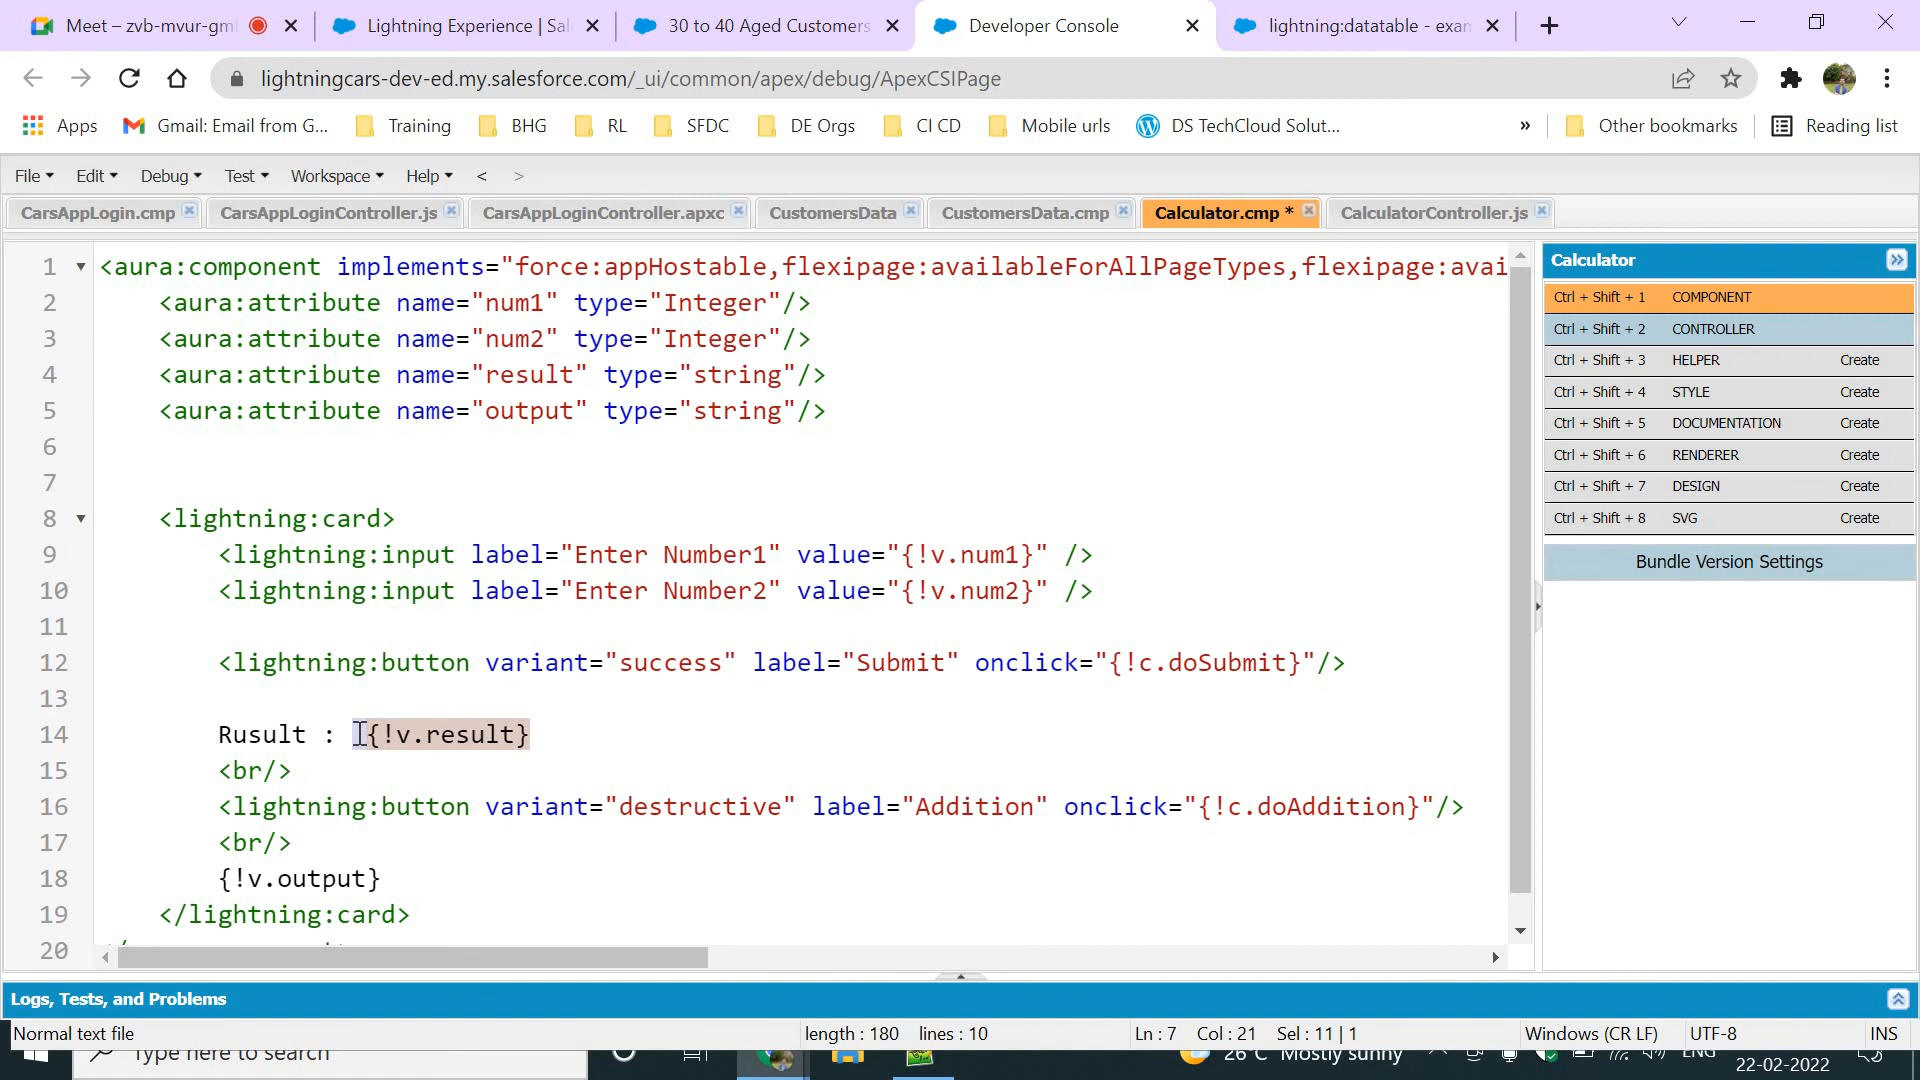 Meet – zvb-mvur-gml
Lightning Experience | Sal
30 to 40 Aged Customers
Developer Console
lightning:datatable - exam
lightningcars-dev-ed.my.salesforce.com/_ui/common/apex/debug/ApexCSIPage
Apps
Gmail: Email from G...
Training
BHG
RL
SFDC
DE Orgs
CI CD
Mobile urls
DS TechCloud Solut...
»
Other bookmarks
Reading list
File
Edit
Debug
Test
Workspace
Help
<
>
CarsAppLogin.cmp
CarsAppLoginController.js
CarsAppLoginController.apxc
CustomersData
CustomersData.cmp
Calculator.cmp *
CalculatorController.js
1 <aura:component implements="force:appHostable,flexipage:availableForAllPageTypes,flexipage:avai
2 <aura:attribute name="num1" type="Integer"/>
3 <aura:attribute name="num2" type="Integer"/>
4 <aura:attribute name="result" type="string"/>
5 <aura:attribute name="output" type="string"/>
6
7
8 <lightning:card>
9 <lightning:input label="Enter Number1" value="{!v.num1}" />
10 <lightning:input label="Enter Number2" value="{!v.num2}" />
11
12 <lightning:button variant="success" label="Submit" onclick="{!c.doSubmit}"/>
13
14 Rusult : {!v.result}
15 <br/>
16 <lightning:button variant="destructive" label="Addition" onclick="{!c.doAddition}"/>
17 <br/>
18 {!v.output}
19 </lightning:card>
20
Calculator
Ctrl + Shift + 1 COMPONENT
Ctrl + Shift + 2 CONTROLLER
Ctrl + Shift + 3 HELPER Create
Ctrl + Shift + 4 STYLE Create
Ctrl + Shift + 5 DOCUMENTATION Create
Ctrl + Shift + 6 RENDERER Create
Ctrl + Shift + 7 DESIGN Create
Ctrl + Shift + 8 SVG Create
Bundle Version Settings
Logs, Tests, and Problems
Normal text file
length : 180 lines : 10
Ln : 7 Col : 21 Sel : 11 | 1
Windows (CR LF)
UTF-8
INS
Type here to search
26°C Mostly sunny
ENG
22-02-2022